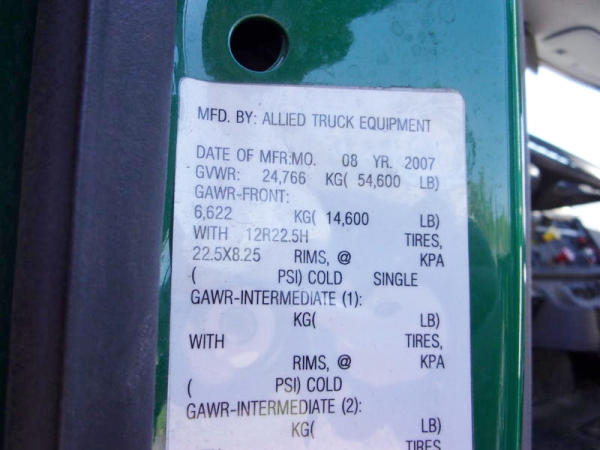 MFD. BY: ALLIED TRUCK EQUIPMENT
DATE OF MFR:MO. 08 YR. 2007
GVWR: 24,766 KG( 54,600 LB)
GAWR-FRONT:
6,622 KG( 14,600 LB)
WITH 12R22.5H TIRES,
22.5X8.25 RIMS, @ KPA
( PSI) COLD SINGLE
GAWR-INTERMEDIATE (1):
KG( LB)
WITH TIRES,
RIMS, @ KPA
( PSI) COLD
GAWR-INTERMEDIATE (2):
KG( LB)
TIRES